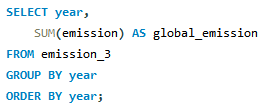 SELECT year,
    SUM(emission) AS global_emission
FROM emission_3
GROUP BY year
ORDER BY year;